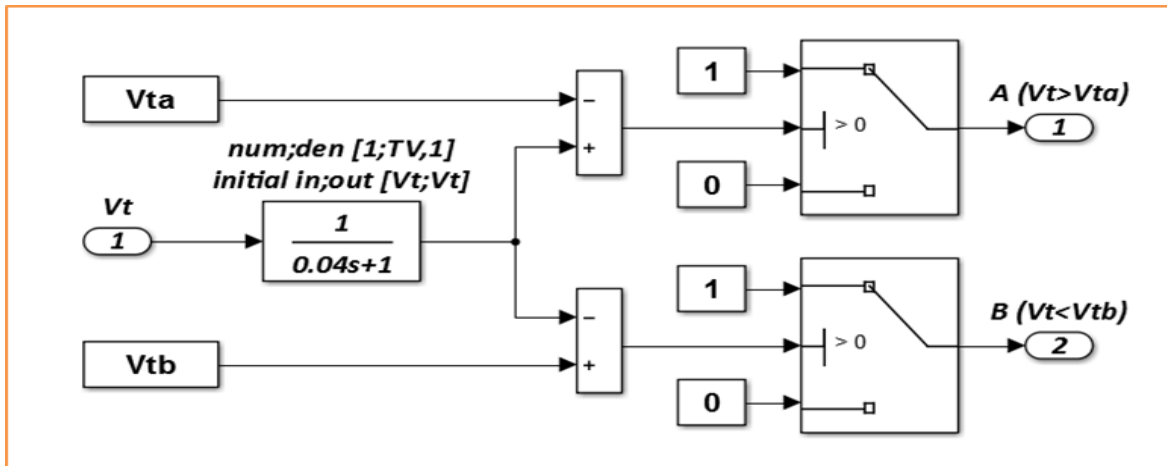 Vta
num;den [1;TV,1]
initial in;out [Vt;Vt]
Vt
1
1
0.04s+1
Vtb
−
+
1
> 0
0
A (Vt>Vta)
1
−
+
1
> 0
0
B (Vt<Vtb)
2